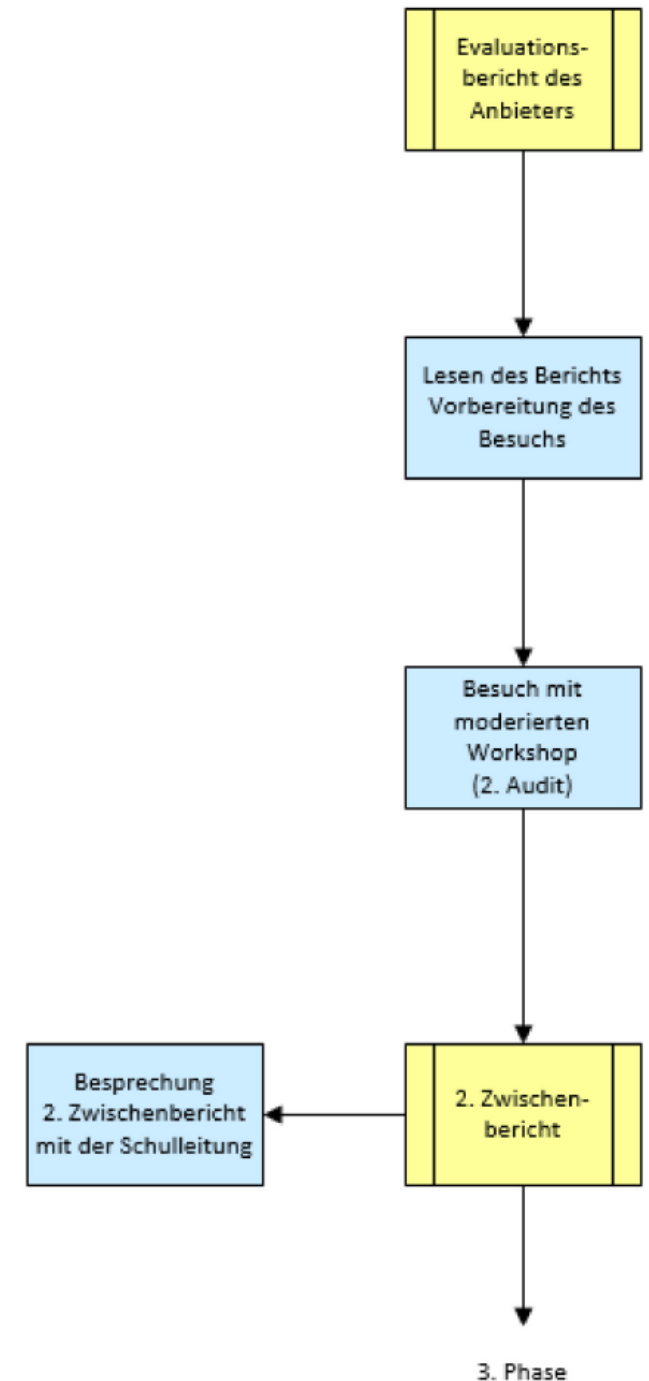 Evaluations-
bericht des
Anbieters
Lesen des Berichts
Vorbereitung des
Besuchs
Besuch mit
moderierten
Workshop
(2. Audit)
Besprechung
2. Zwischenbericht
mit der Schulleitung
2. Zwischen-
bericht
3. Phase